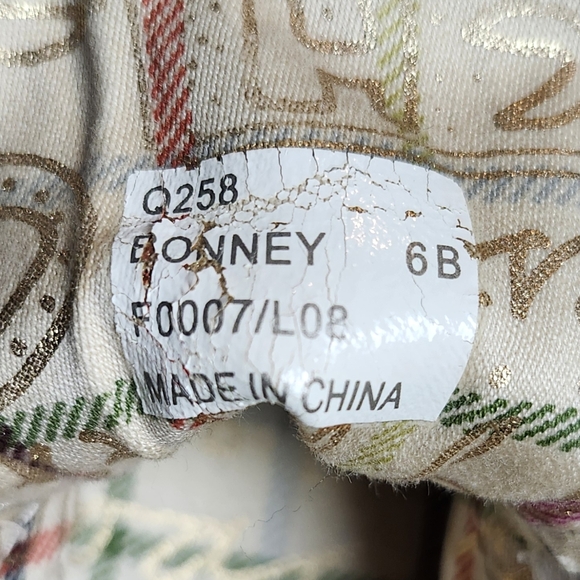 Q258
BONNEY 6B
F0007/L08
MADE IN CHINA